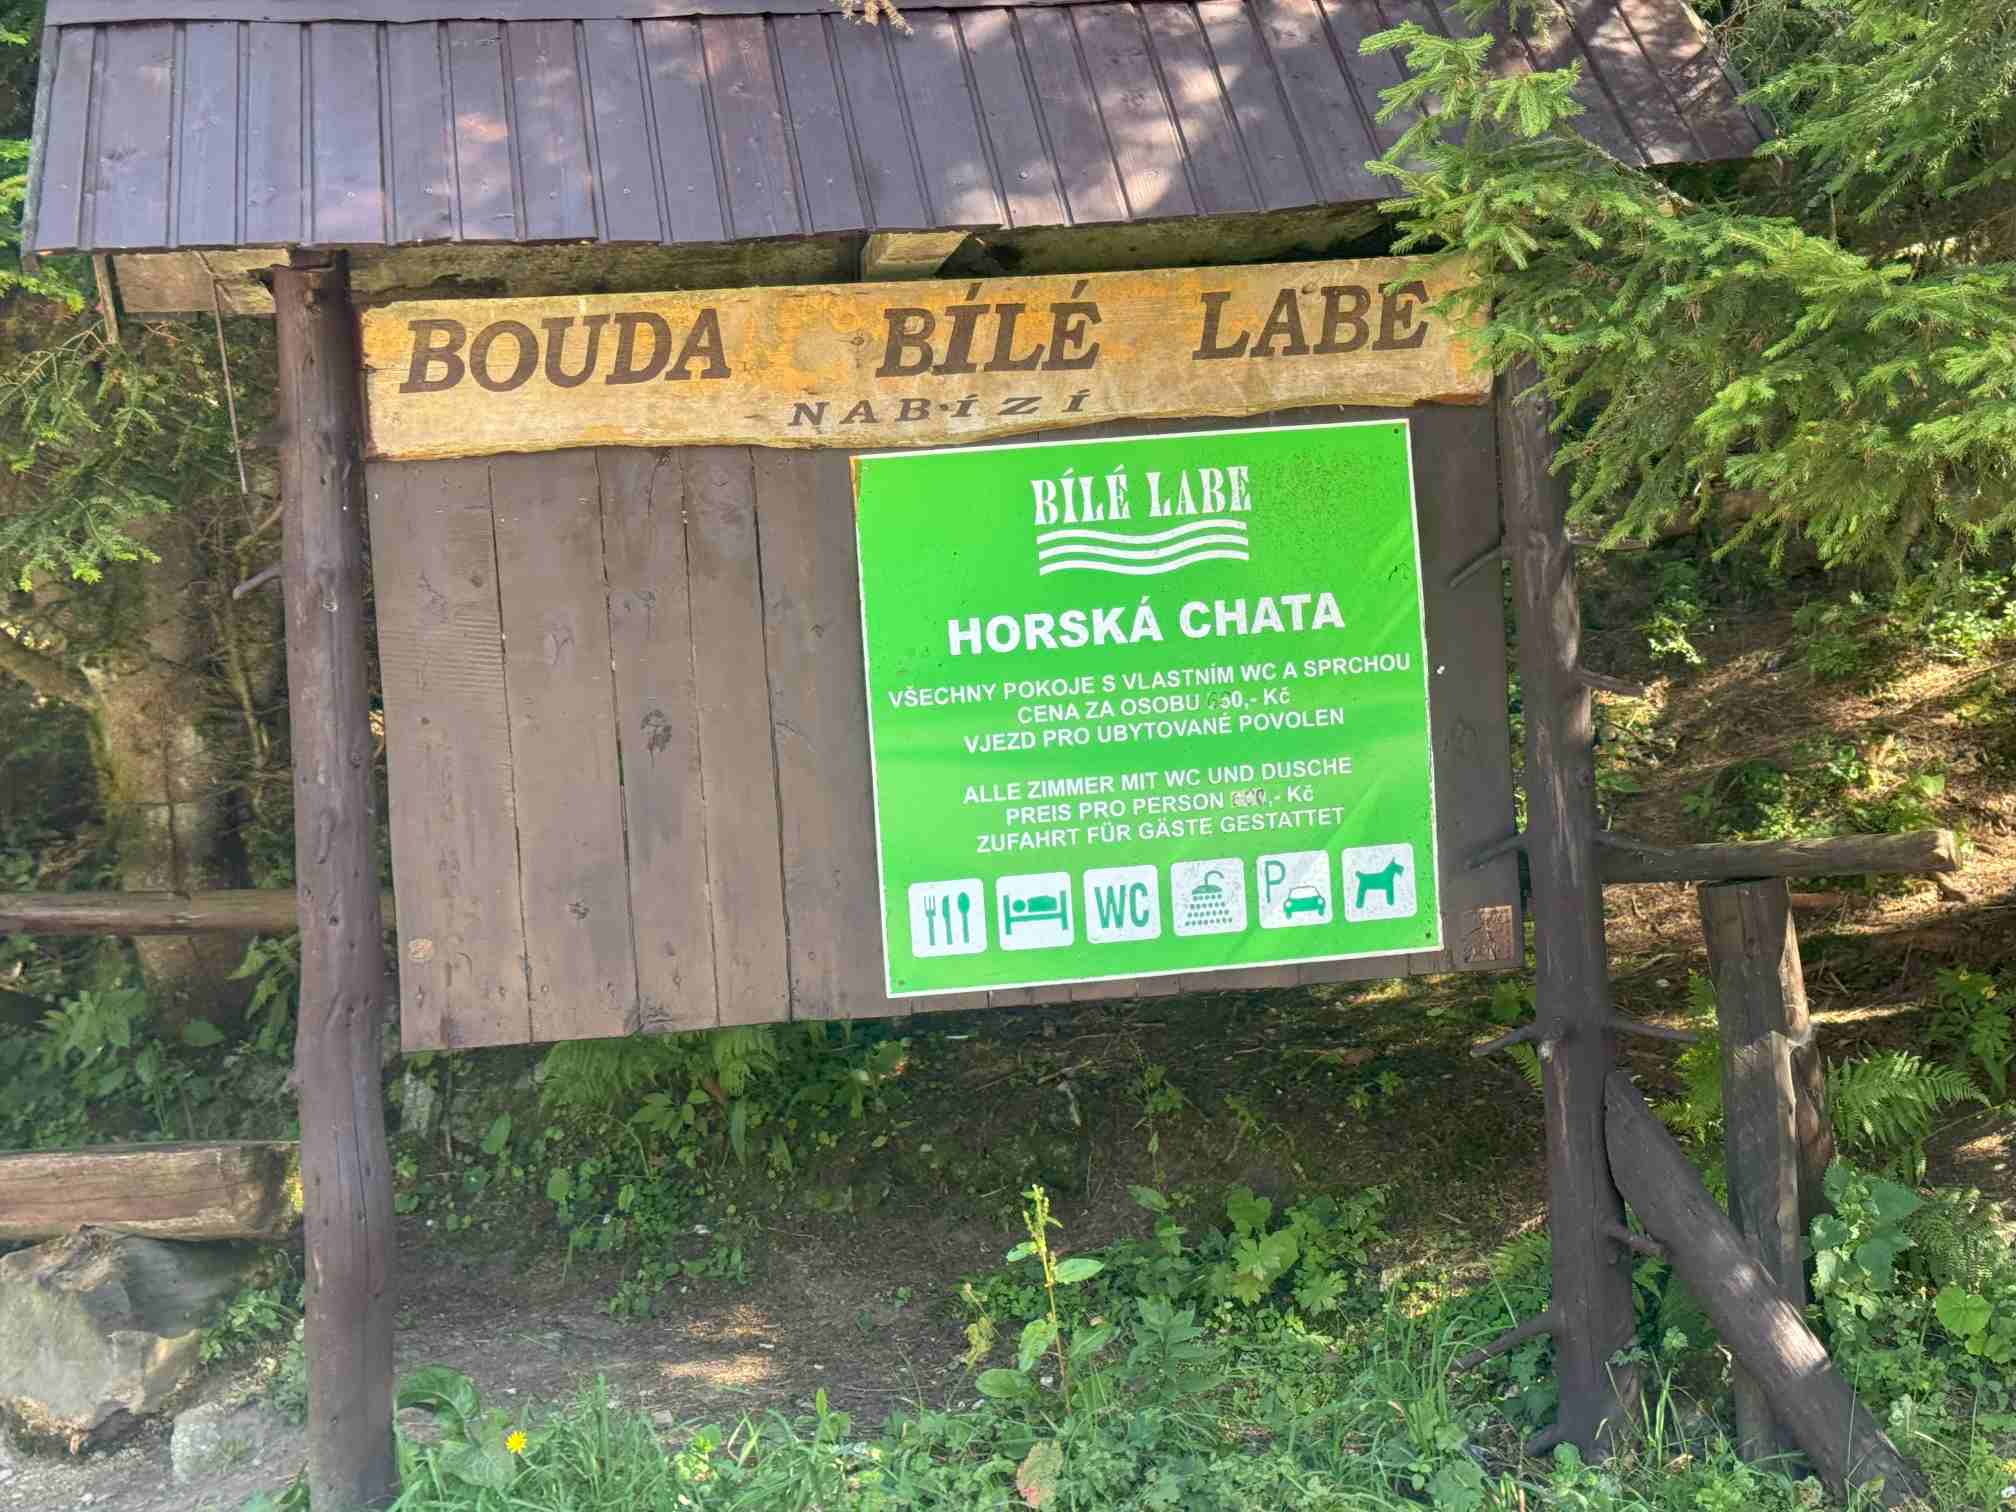 BOUDA BÍLÉ LABE
NABÍZÍ
BÍLÉ LABE
HORSKÁ CHATA
VŠECHNY POKOJE S VLASTNÍM WC A SPRCHOU
CENA ZA OSOBU ,- Kč
VJEZD PRO UBYTOVANÉ POVOLEN
ALLE ZIMMER MIT WC UND DUSCHE
PREIS PRO PERSON ,- Kč
ZUFAHRT FÜR GÄSTE GESTATTET
WC P